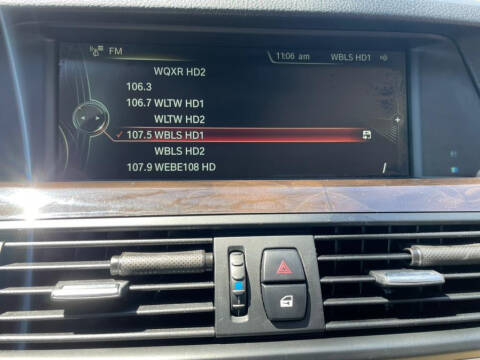 FM 11:06 am WBLS HD1
WQXR HD2
106.3
106.7 WLTW HD1
WLTW HD2
107.5 WBLS HD1
WBLS HD2
107.9 WEBE108 HD